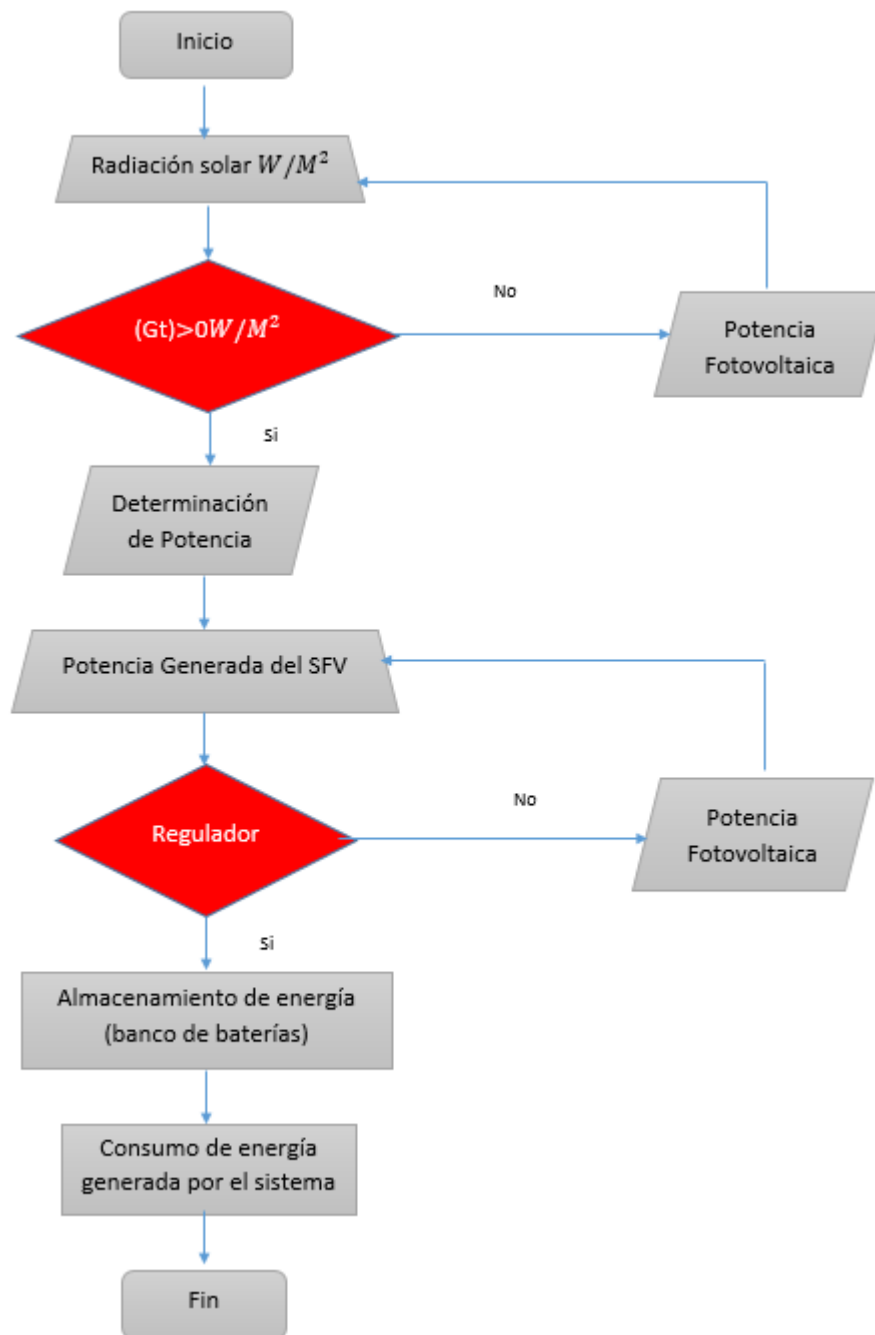 Inicio
Radiación solar W/M²
(Gt)>0W/M²
No
Potencia
Fotovoltaica
Si
Determinación
de Potencia
Potencia Generada del SFV
Regulador
No
Potencia
Fotovoltaica
Si
Almacenamiento de energía
(banco de baterías)
Consumo de energía
generada por el sistema
Fin